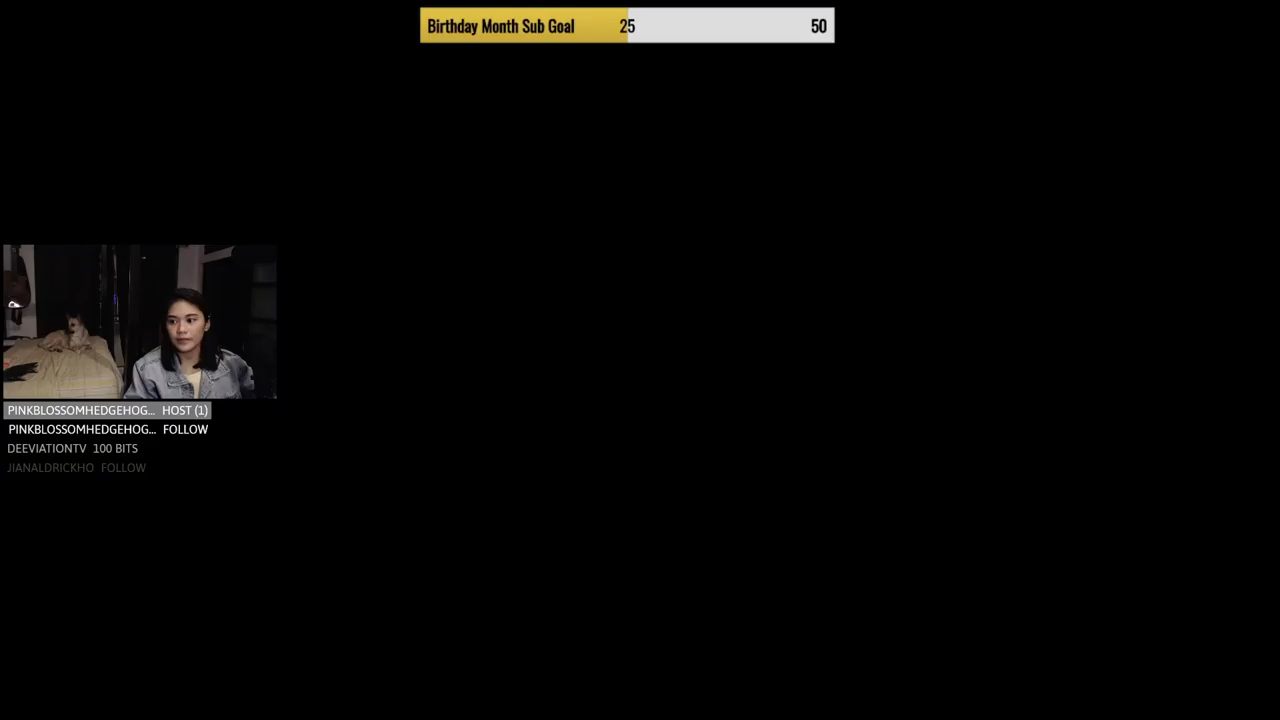 Birthday Month Sub Goal 25 50
PINKBLOSSOMHEDGEHOG... HOST (1)
PINKBLOSSOMHEDGEHOG... FOLLOW
DEEVIATIONTV 100 BITS
JIANALDRICKHO FOLLOW